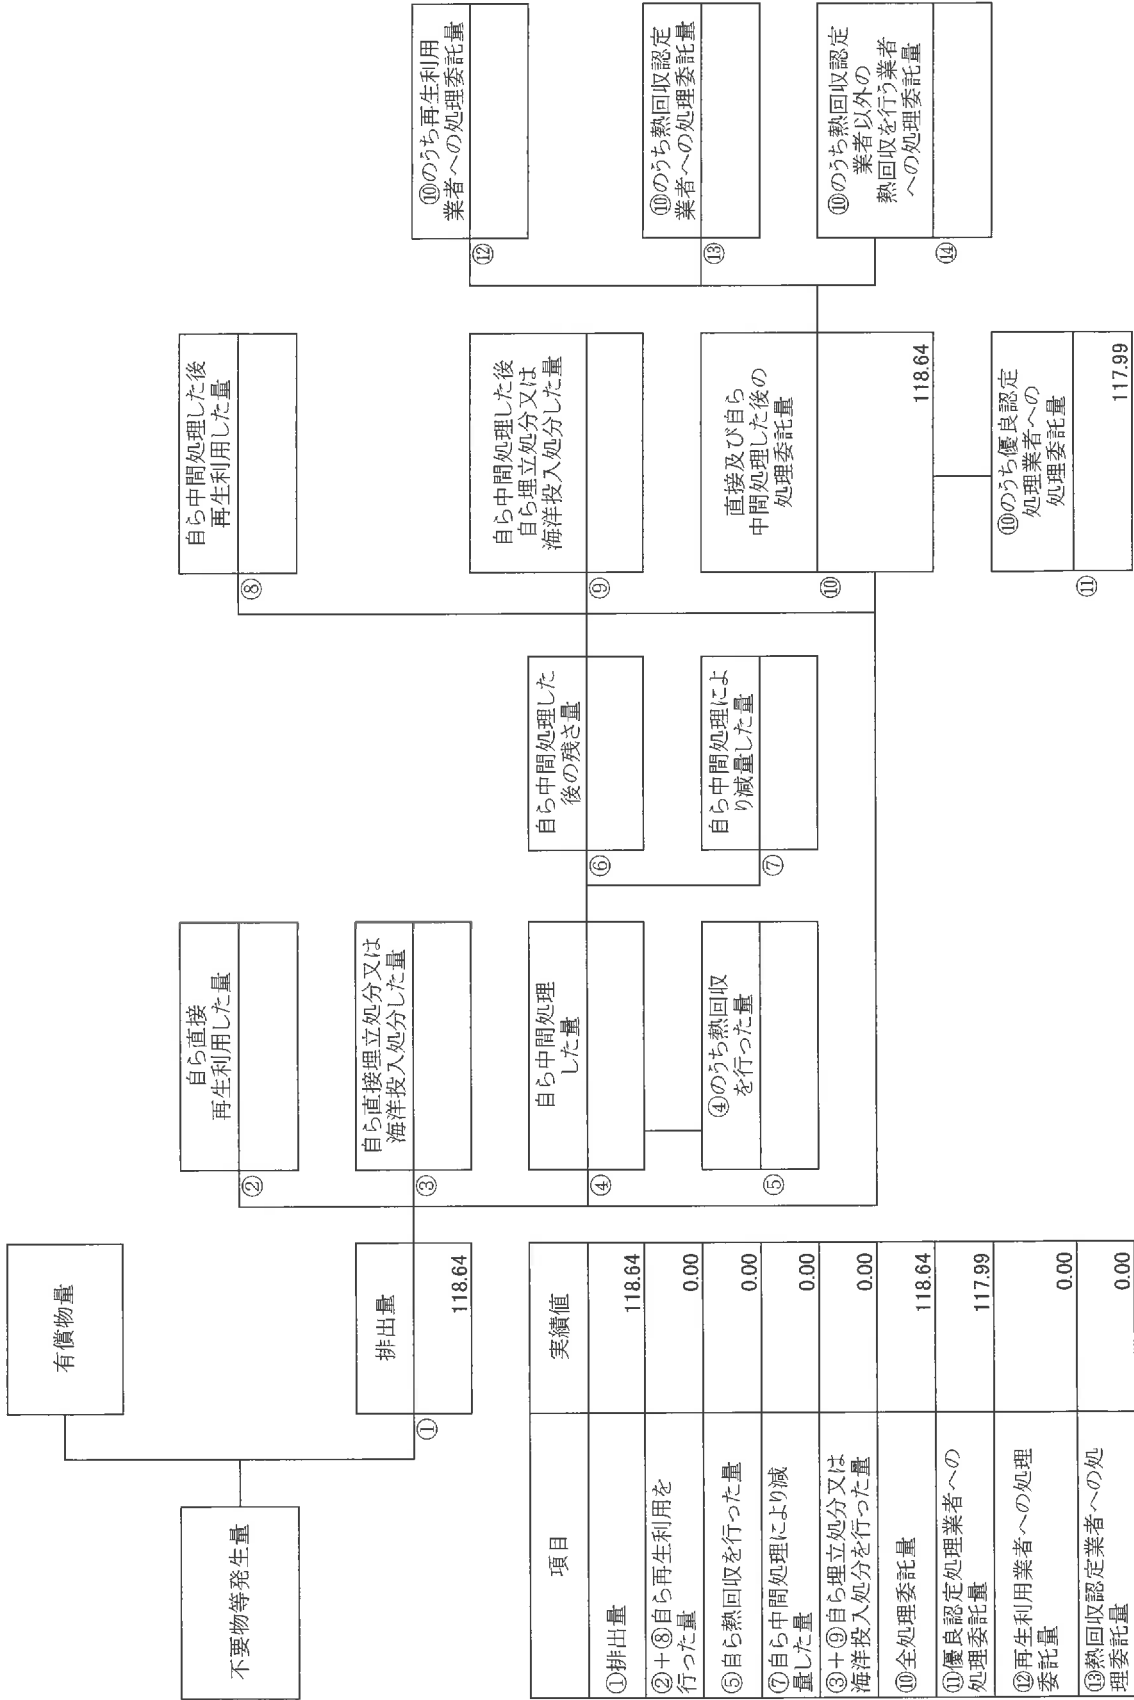 不要物等発生量
有償物量
①
排出量
118.64
②
自ら直接
再生利用した量
③
自ら直接埋立処分又は
海洋投入処分した量
④
自ら中間処理
した量
⑤
④のうち熱回収
を行った量
⑥
自ら中間処理した
後の残さ量
⑦
自ら中間処理によ
り減量した量
⑧
自ら中間処理した後
再生利用した量
⑨
自ら中間処理した後
自ら埋立処分又は
海洋投入処分した量
⑩
直接及び自ら
中間処理した後の
処理委託量
118.64
⑪
⑩のうち優良認定
処理業者への
処理委託量
117.99
⑫
⑩のうち再生利用
業者への処理委託量
⑬
⑩のうち熱回収認定
業者への処理委託量
⑭
⑩のうち熱回収認定
業者以外の
熱回収を行う業者
への処理委託量
項目 実績値
①排出量 118.64
②+⑧自ら再生利用を
行った量 0.00
⑤自ら熱回収を行った量 0.00
⑦自ら中間処理により減
量した量 0.00
③+⑨自ら埋立処分又は
海洋投入処分を行った量 0.00
⑩全処理委託量 118.64
⑪優良認定処理業者への
処理委託量 117.99
⑫再生利用業者への処理
委託量 0.00
⑬熱回収認定業者への処
理委託量 0.00